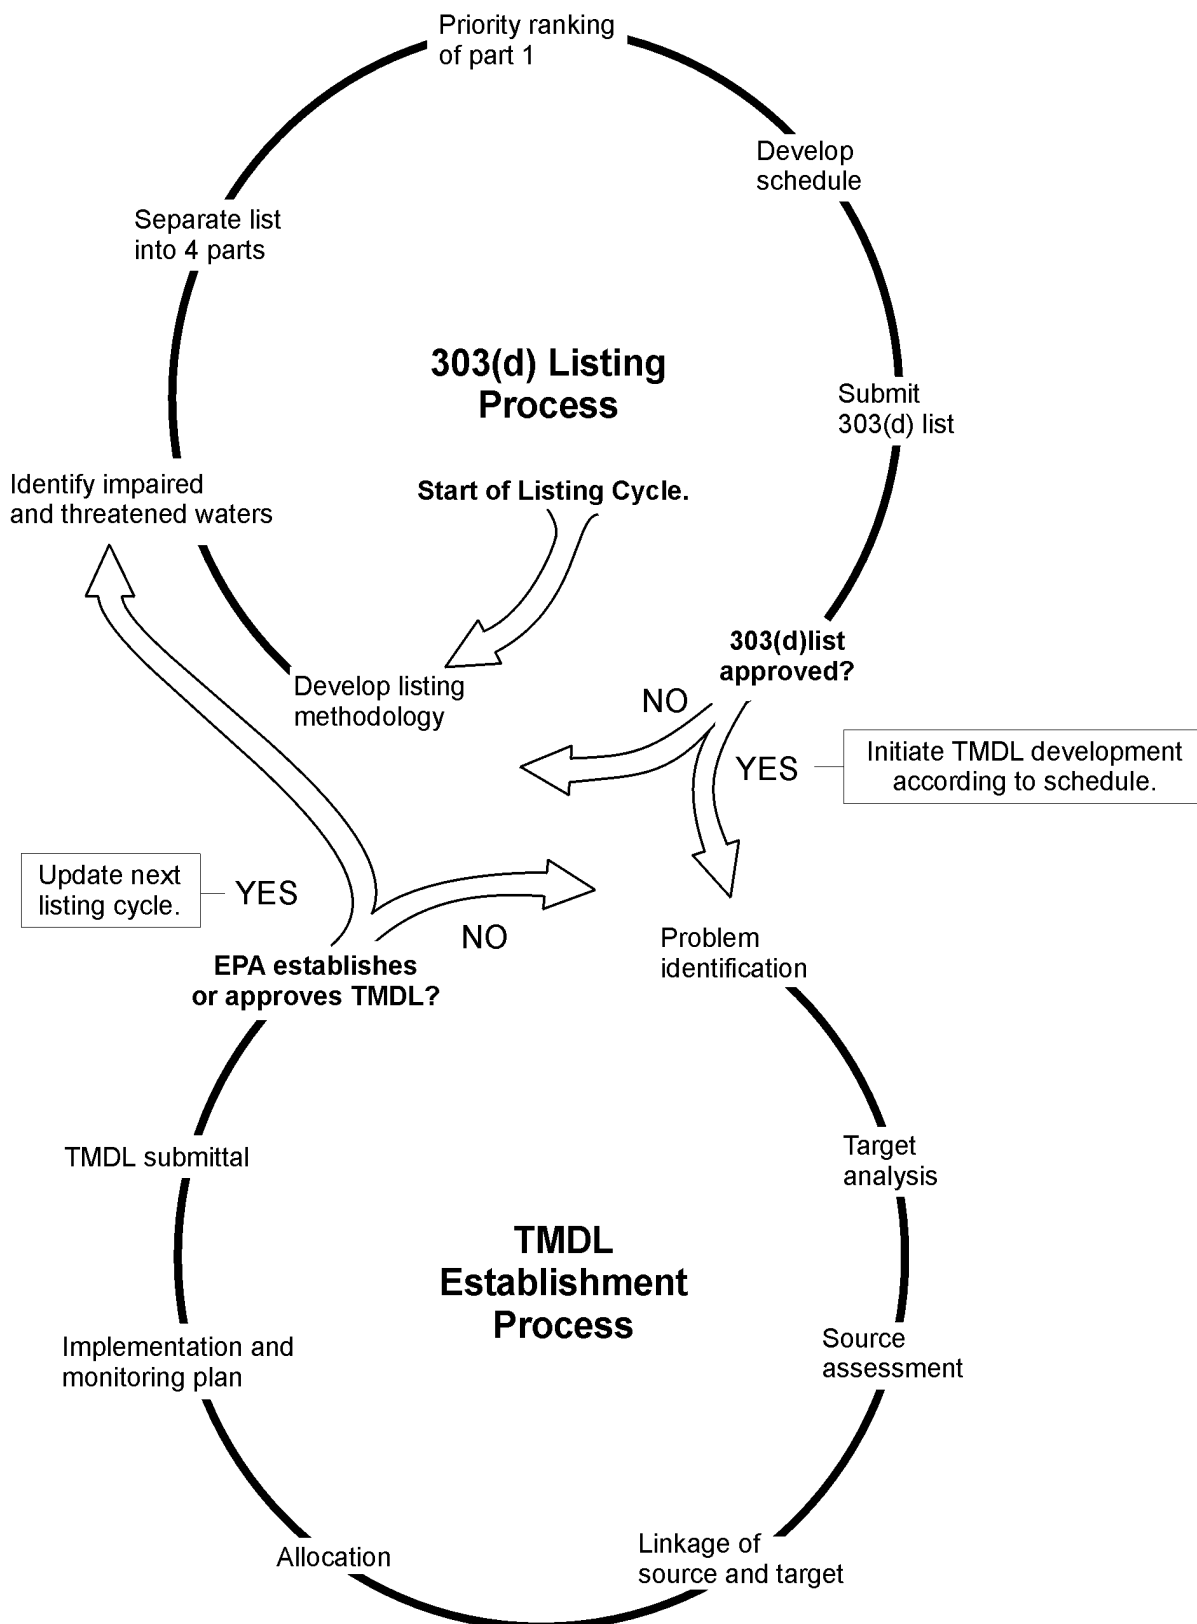 Priority ranking
of part 1
Develop
schedule
Separate list
into 4 parts
303(d) Listing
Process
Submit
303(d) list
Identify impaired
and threatened waters
Start of Listing Cycle.
303(d)list
approved?
Develop listing
methodology
NO
YES
Initiate TMDL development
according to schedule.
Update next
listing cycle.
YES
NO
EPA establishes
or approves TMDL?
Problem
identification
TMDL submittal
Target
analysis
TMDL
Establishment
Process
Implementation and
monitoring plan
Source
assessment
Allocation
Linkage of
source and target